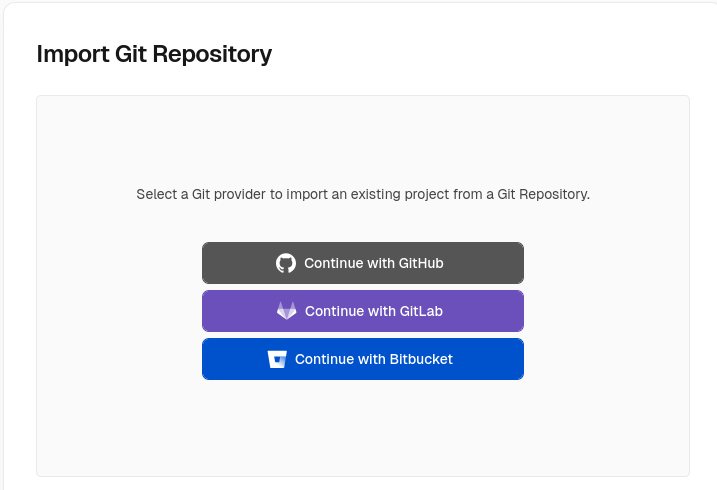 Import Git Repository
Select a Git provider to import an existing project from a Git Repository.
Continue with GitHub
Continue with GitLab
Continue with Bitbucket